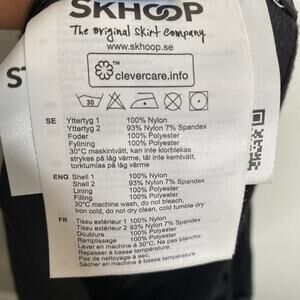 SKHOOP
The original skirt company
www.skhoop.se
clevercare.info
30
SE Yttertyg 1 100% Nylon
Yttertyg 2 93% Nylon 7% Spandex
Foder 100% Polyester
Fyllning 100% Polyester
30°C maskintvätt, kan inte klorblekas
strykes på låg värme, tål inte kemtvätt,
torktumlas på låg värme
ENG Shell 1 100% Nylon
Shell 2 93% Nylon 7% Spandex
Lining 100% Polyester
Filling 100% Polyester
30°C machine wash, do not bleach,
Iron cold, do not dry clean, cold tumble dry
FR Tissu extérieur 1 100% Nylon
Tissu extérieur 2 93% Nylon 7% Spandex
Doublure 100% Polyester
Remplissage 100% Polyester
Laver en machine à 30°C, Ne pas blanchir.
Repasser à basse température.
Pas de nettoyage à sec.
Sécher en machine à basse température